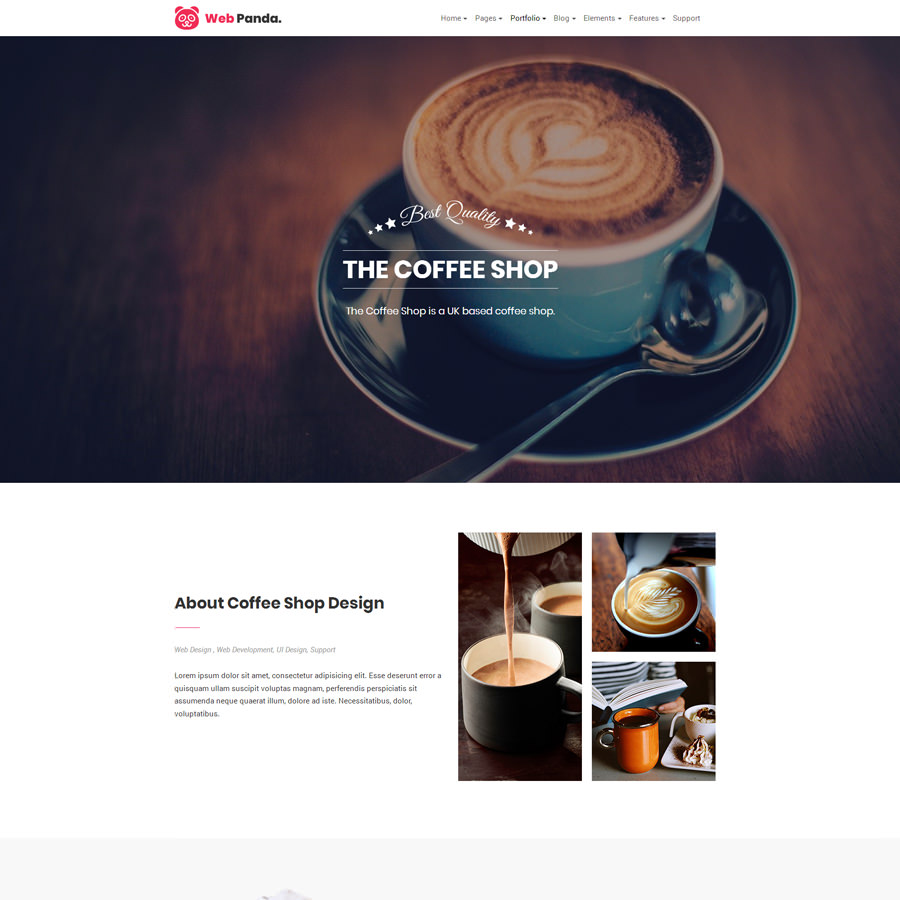 Web Panda.
Home Pages Portfolio Blog Elements Features Support
Best Quality
THE COFFEE SHOP
The Coffee Shop is a UK based coffee shop.
About Coffee Shop Design
Web Design , Web Development, UI Design, Support
Lorem ipsum dolor sit amet, consectetur adipisicing elit. Esse deserunt error a
quisquam ullam suscipit voluptas magnam, perferendis perspiciatis sit
assumenda neque quaerat illum, dolore ad iste. Necessitatibus, dolor,
voluptatibus.